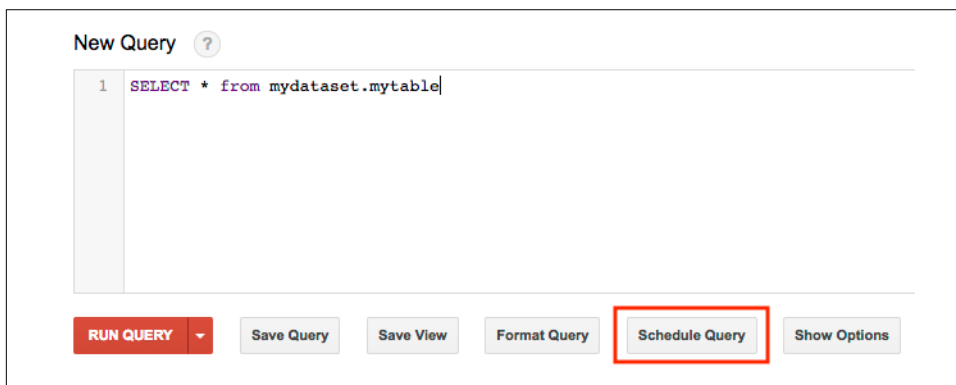 New Query ?
1 SELECT * from mydataset.mytable
RUN QUERY Save Query Save View Format Query Schedule Query Show Options